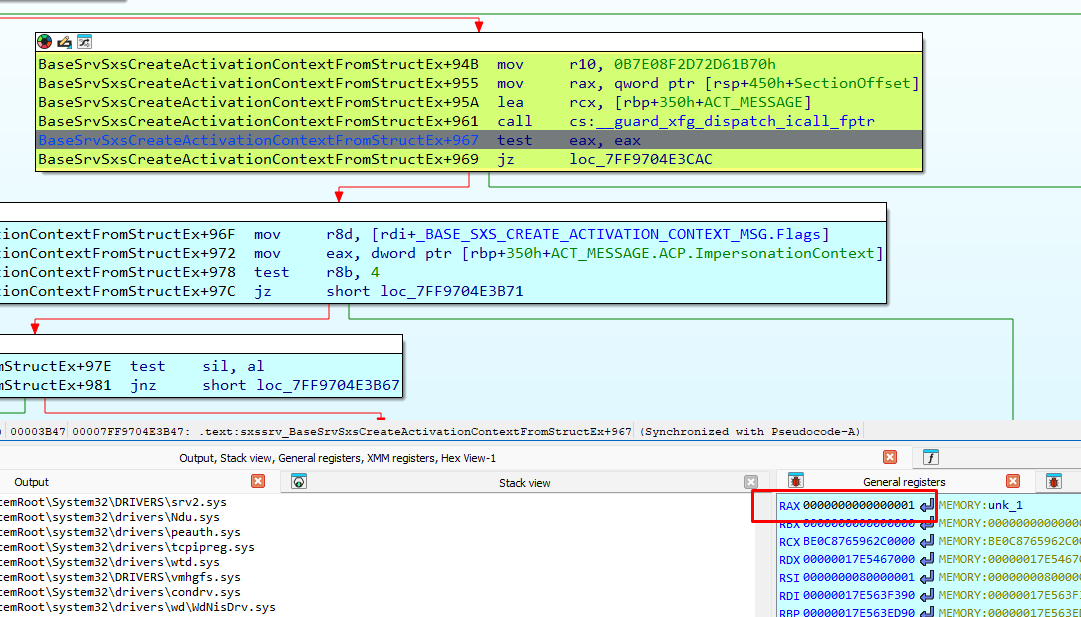 BaseSrvSxsCreateActivationContextFromStructEx+94B mov r10, 0B7E08F2D72D61B70h
BaseSrvSxsCreateActivationContextFromStructEx+955 mov rax, qword ptr [rsp+450h+SectionOffset]
BaseSrvSxsCreateActivationContextFromStructEx+95A lea rcx, [rbp+350h+ACT_MESSAGE]
BaseSrvSxsCreateActivationContextFromStructEx+961 call cs:__guard_xfg_dispatch_icall_fptr
BaseSrvSxsCreateActivationContextFromStructEx+967 test eax, eax
BaseSrvSxsCreateActivationContextFromStructEx+969 jz loc_7FF9704E3CAC
ionContextFromStructEx+96F mov r8d, [rdi+_BASE_SXS_CREATE_ACTIVATION_CONTEXT_MSG.Flags]
ionContextFromStructEx+972 mov eax, dword ptr [rbp+350h+ACT_MESSAGE.ACP.ImpersonationContext]
tionContextFromStructEx+978 test r8b, 4
tionContextFromStructEx+97C jz short loc_7FF9704E3B71
mStructEx+97E test sil, al
mStructEx+981 jnz short loc_7FF9704E3B67
00003B47 00007FF9704E3B47: .text:sxssrv_BaseSrvSxsCreateActivationContextFromStructEx+967 (Synchronized with Pseudocode-A)
Output, Stack view, General registers, XMM registers, Hex View-1 f
Output Stack view General registers
temRoot\System32\DRIVERS\srv2.sys
temRoot\system32\drivers\Ndu.sys
temRoot\system32\drivers\peauth.sys
temRoot\System32\drivers\tcpipreg.sys
temRoot\system32\drivers\wtd.sys
temRoot\system32\DRIVERS\vmhgfs.sys
temRoot\system32\drivers\condrv.sys
temRoot\system32\drivers\wd\WdNisDrv.sys
RAX 0000000000000001 MEMORY:unk_1
RBX 0000000000000000 MEMORY:0000000000000
RCX BE0C8765962C0000 MEMORY:BE0C8765962C0
RDX 00000017E5467000 MEMORY:00000017E5467
RSI 0000000080000001 MEMORY:0000000080000
RDI 00000017E563F390 MEMORY:00000017E563F
RBP 00000017E563ED90 MEMORY:00000017E563E